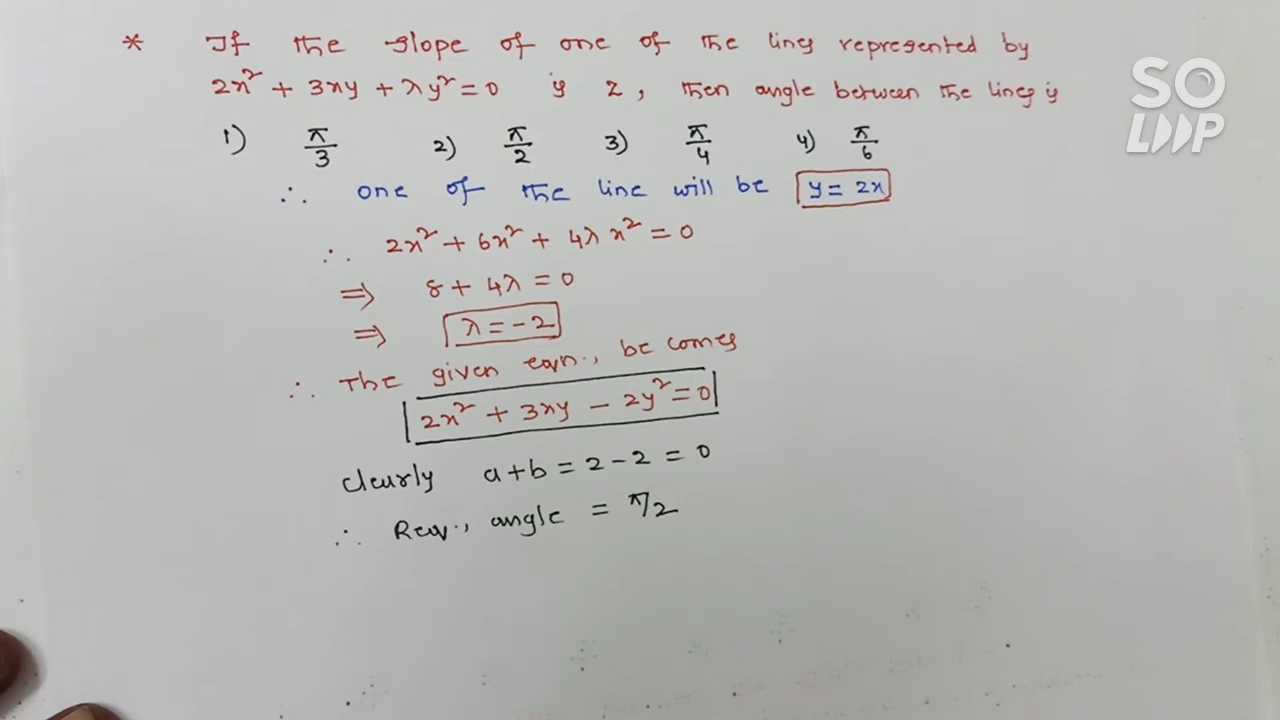 * If the slope of one of the lines represented by
2x² + 3xy + λy² = 0 is 2, then angle between the lines is
1) π/3 2) π/2 3) π/4 4) π/6
∴ one of the line will be y = 2x
∴ 2x² + 6x² + 4λx² = 0
⇒ 8 + 4λ = 0
⇒ λ = -2
∴ The given eqn., becomes
2x² + 3xy - 2y² = 0
Clearly a+b = 2-2 = 0
∴ Req., angle = π/2
SO
LOOP